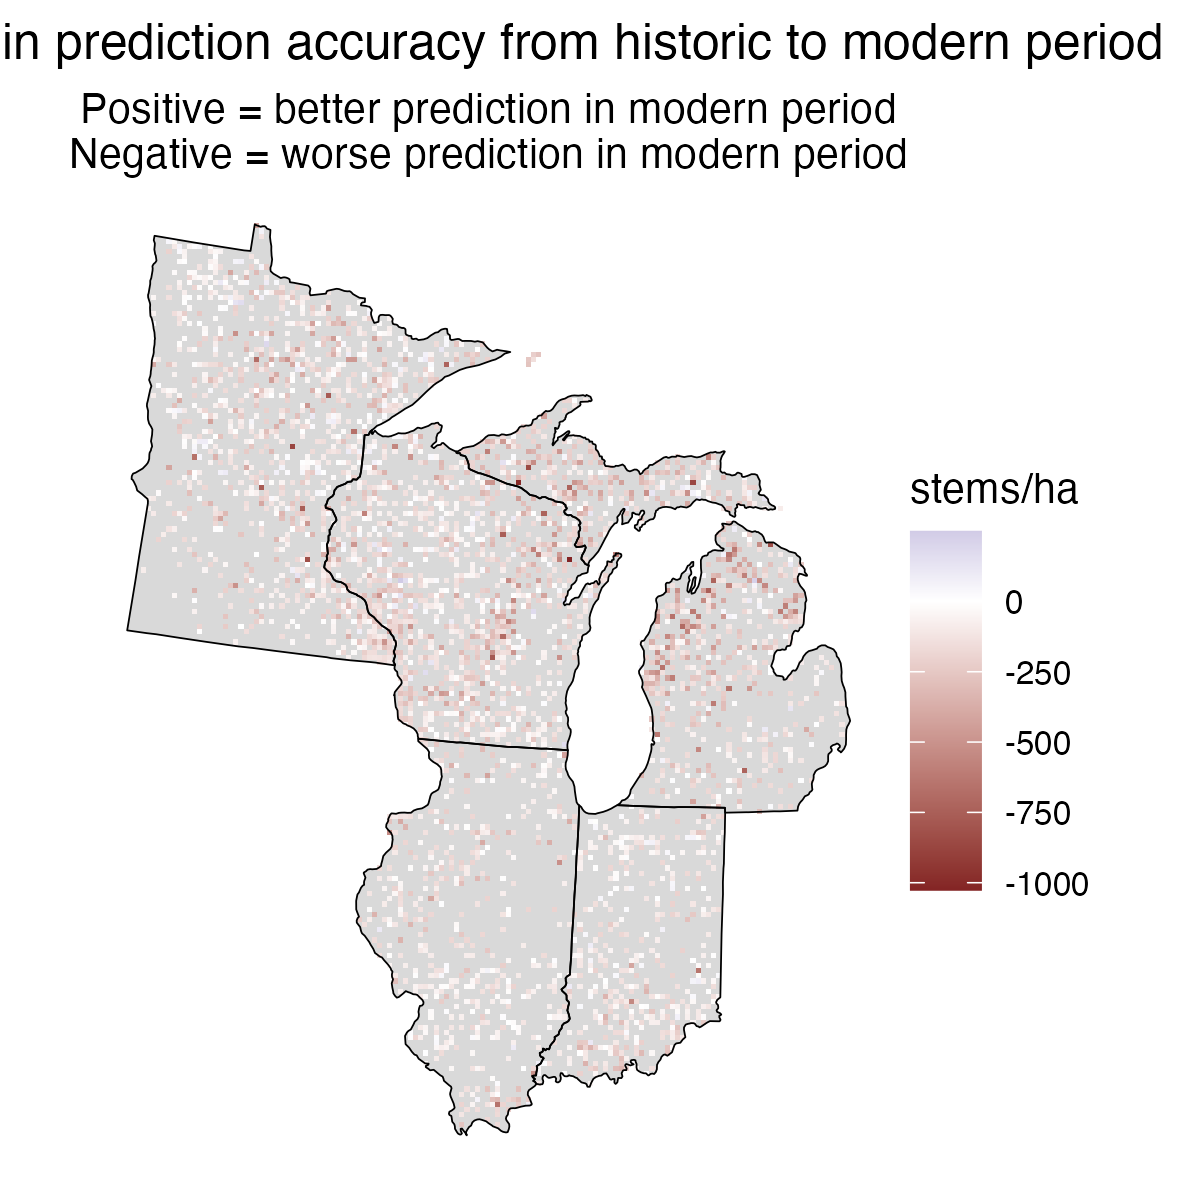 in prediction accuracy from historic to modern period
Positive = better prediction in modern period
Negative = worse prediction in modern period
stems/ha
0
-250
-500
-750
-1000